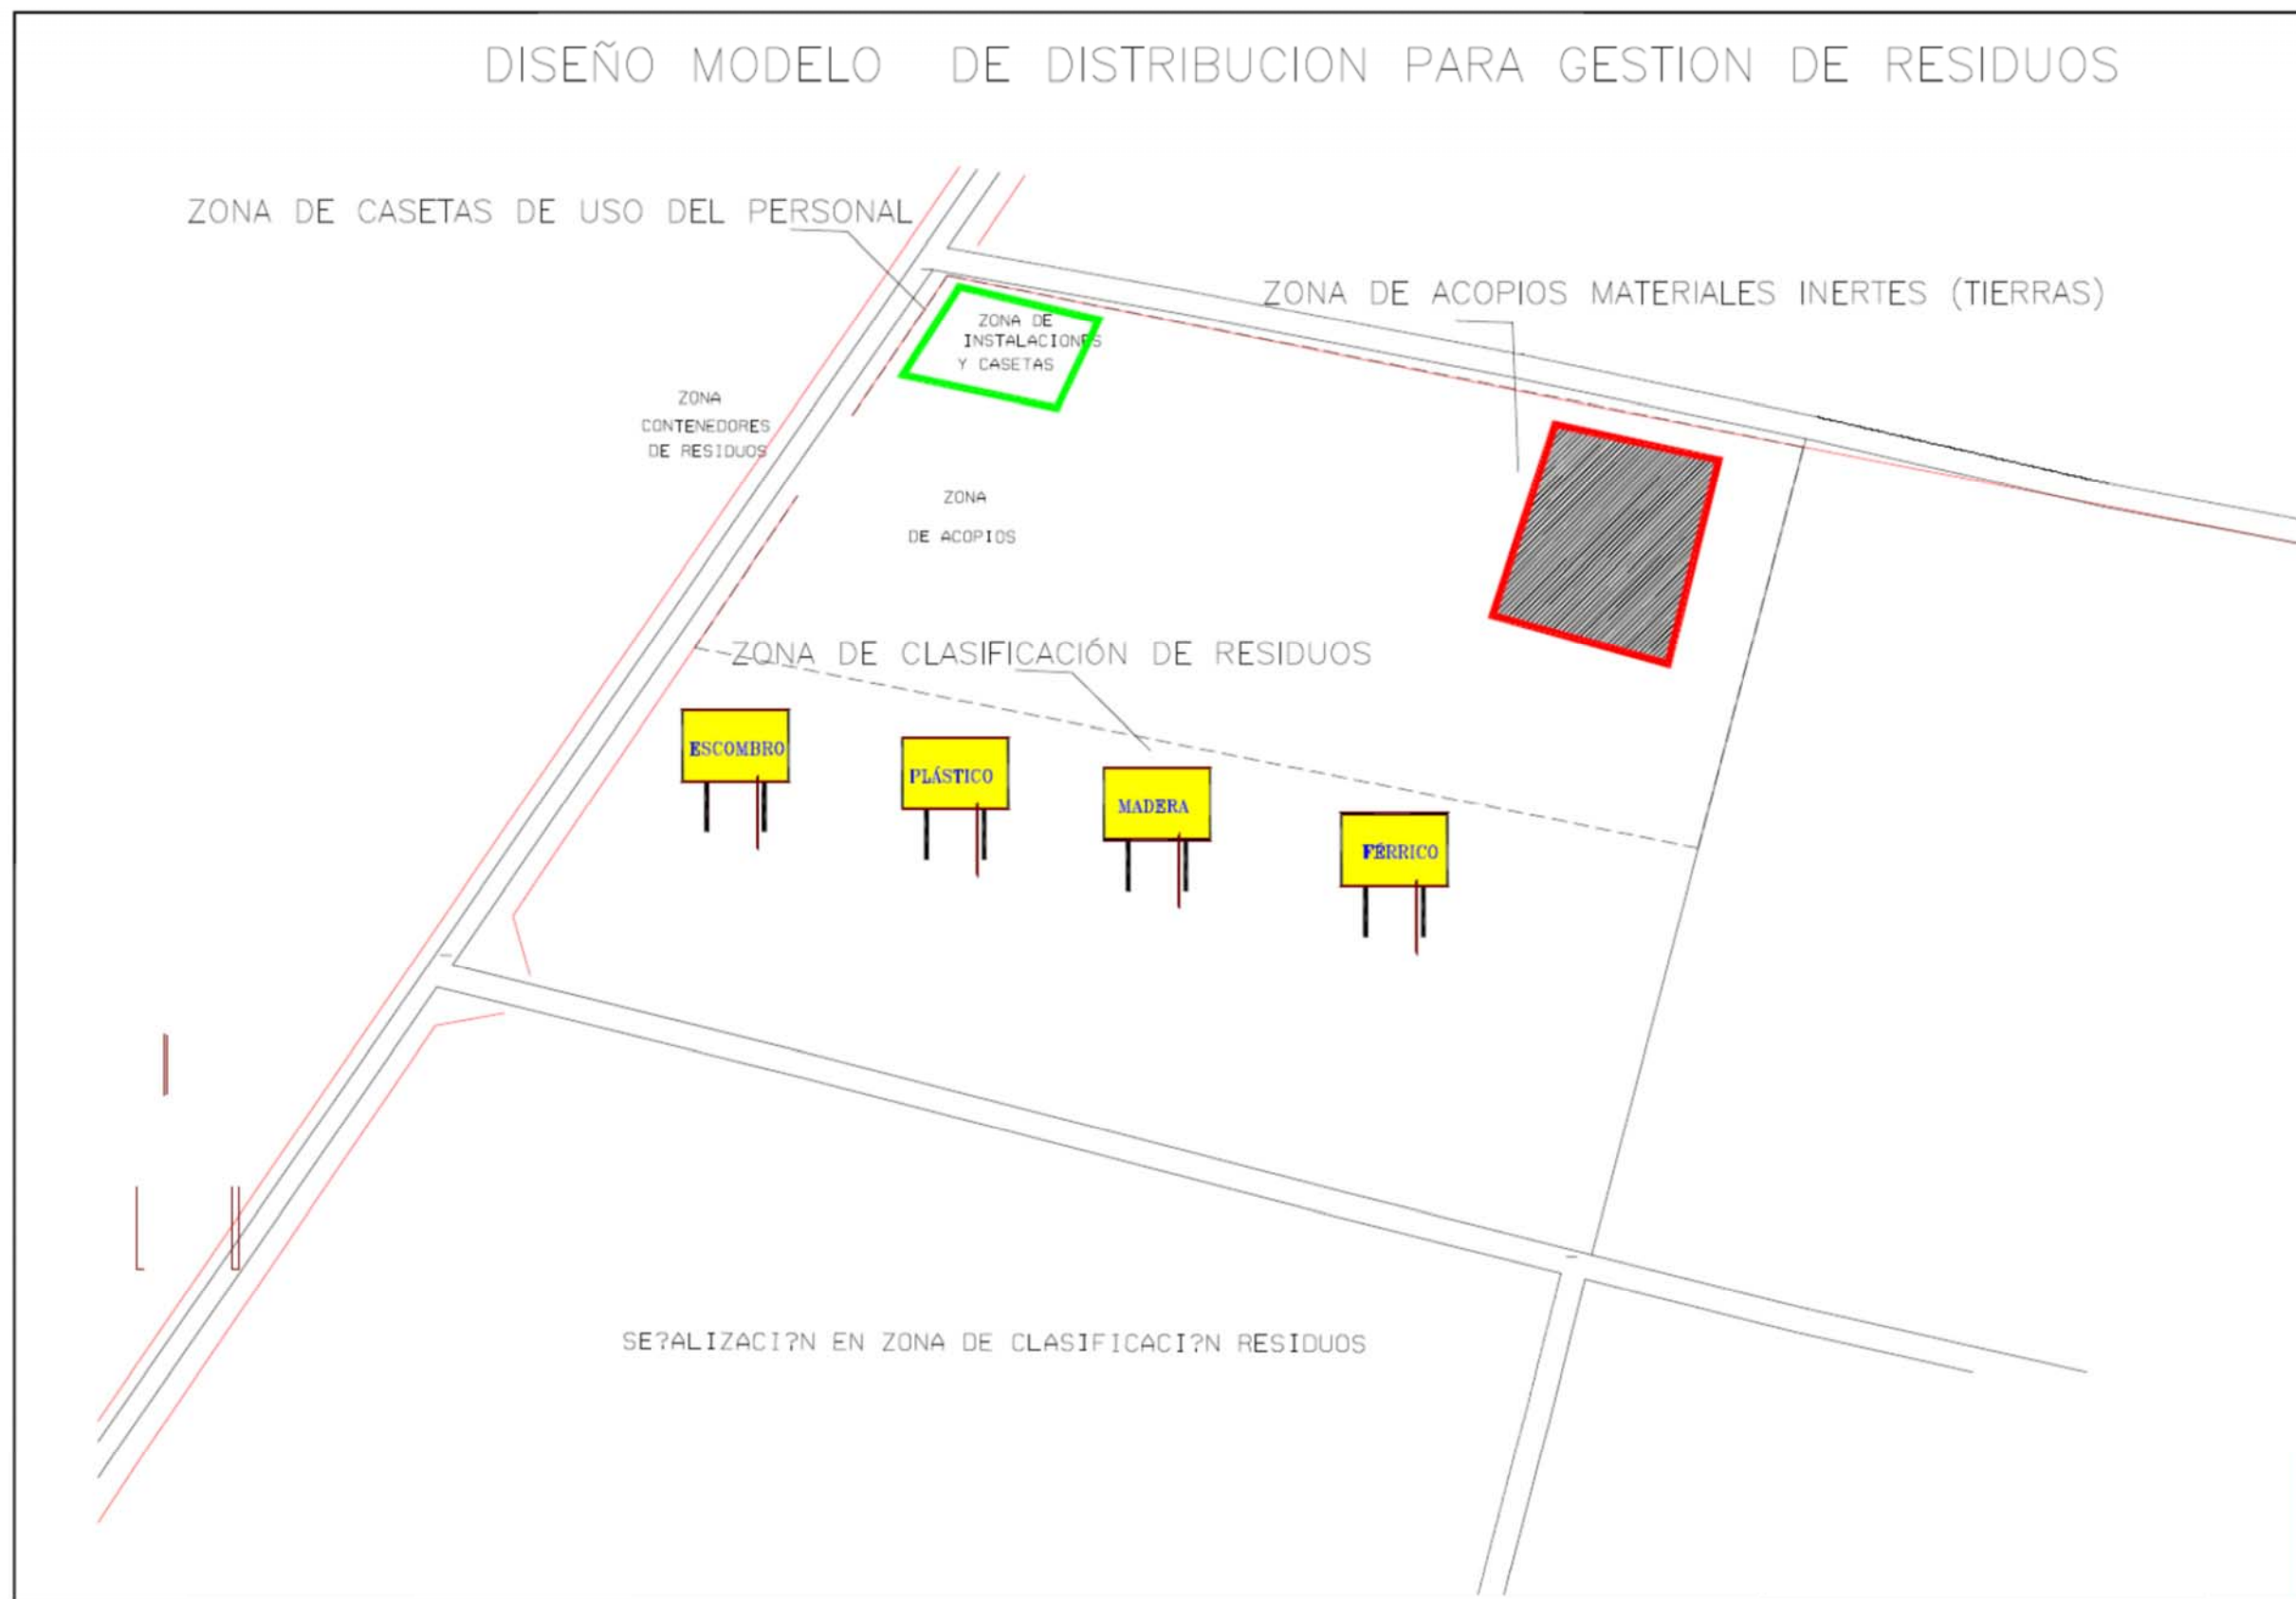 DISEÑO MODELO DE DISTRIBUCION PARA GESTION DE RESIDUOS
ZONA DE CASETAS DE USO DEL PERSONAL
ZONA DE ACOPIOS MATERIALES INERTES (TIERRAS)
ZONA DE
INSTALACIONES
Y CASETAS
ZONA
CONTENEDORES
DE RESIDUOS
ZONA
DE ACOPIOS
ZONA DE CLASIFICACIÓN DE RESIDUOS
ESCOMBRO
PLÁSTICO
MADERA
FÉRRICO
SE?ALIZACI?N EN ZONA DE CLASIFICACI?N RESIDUOS